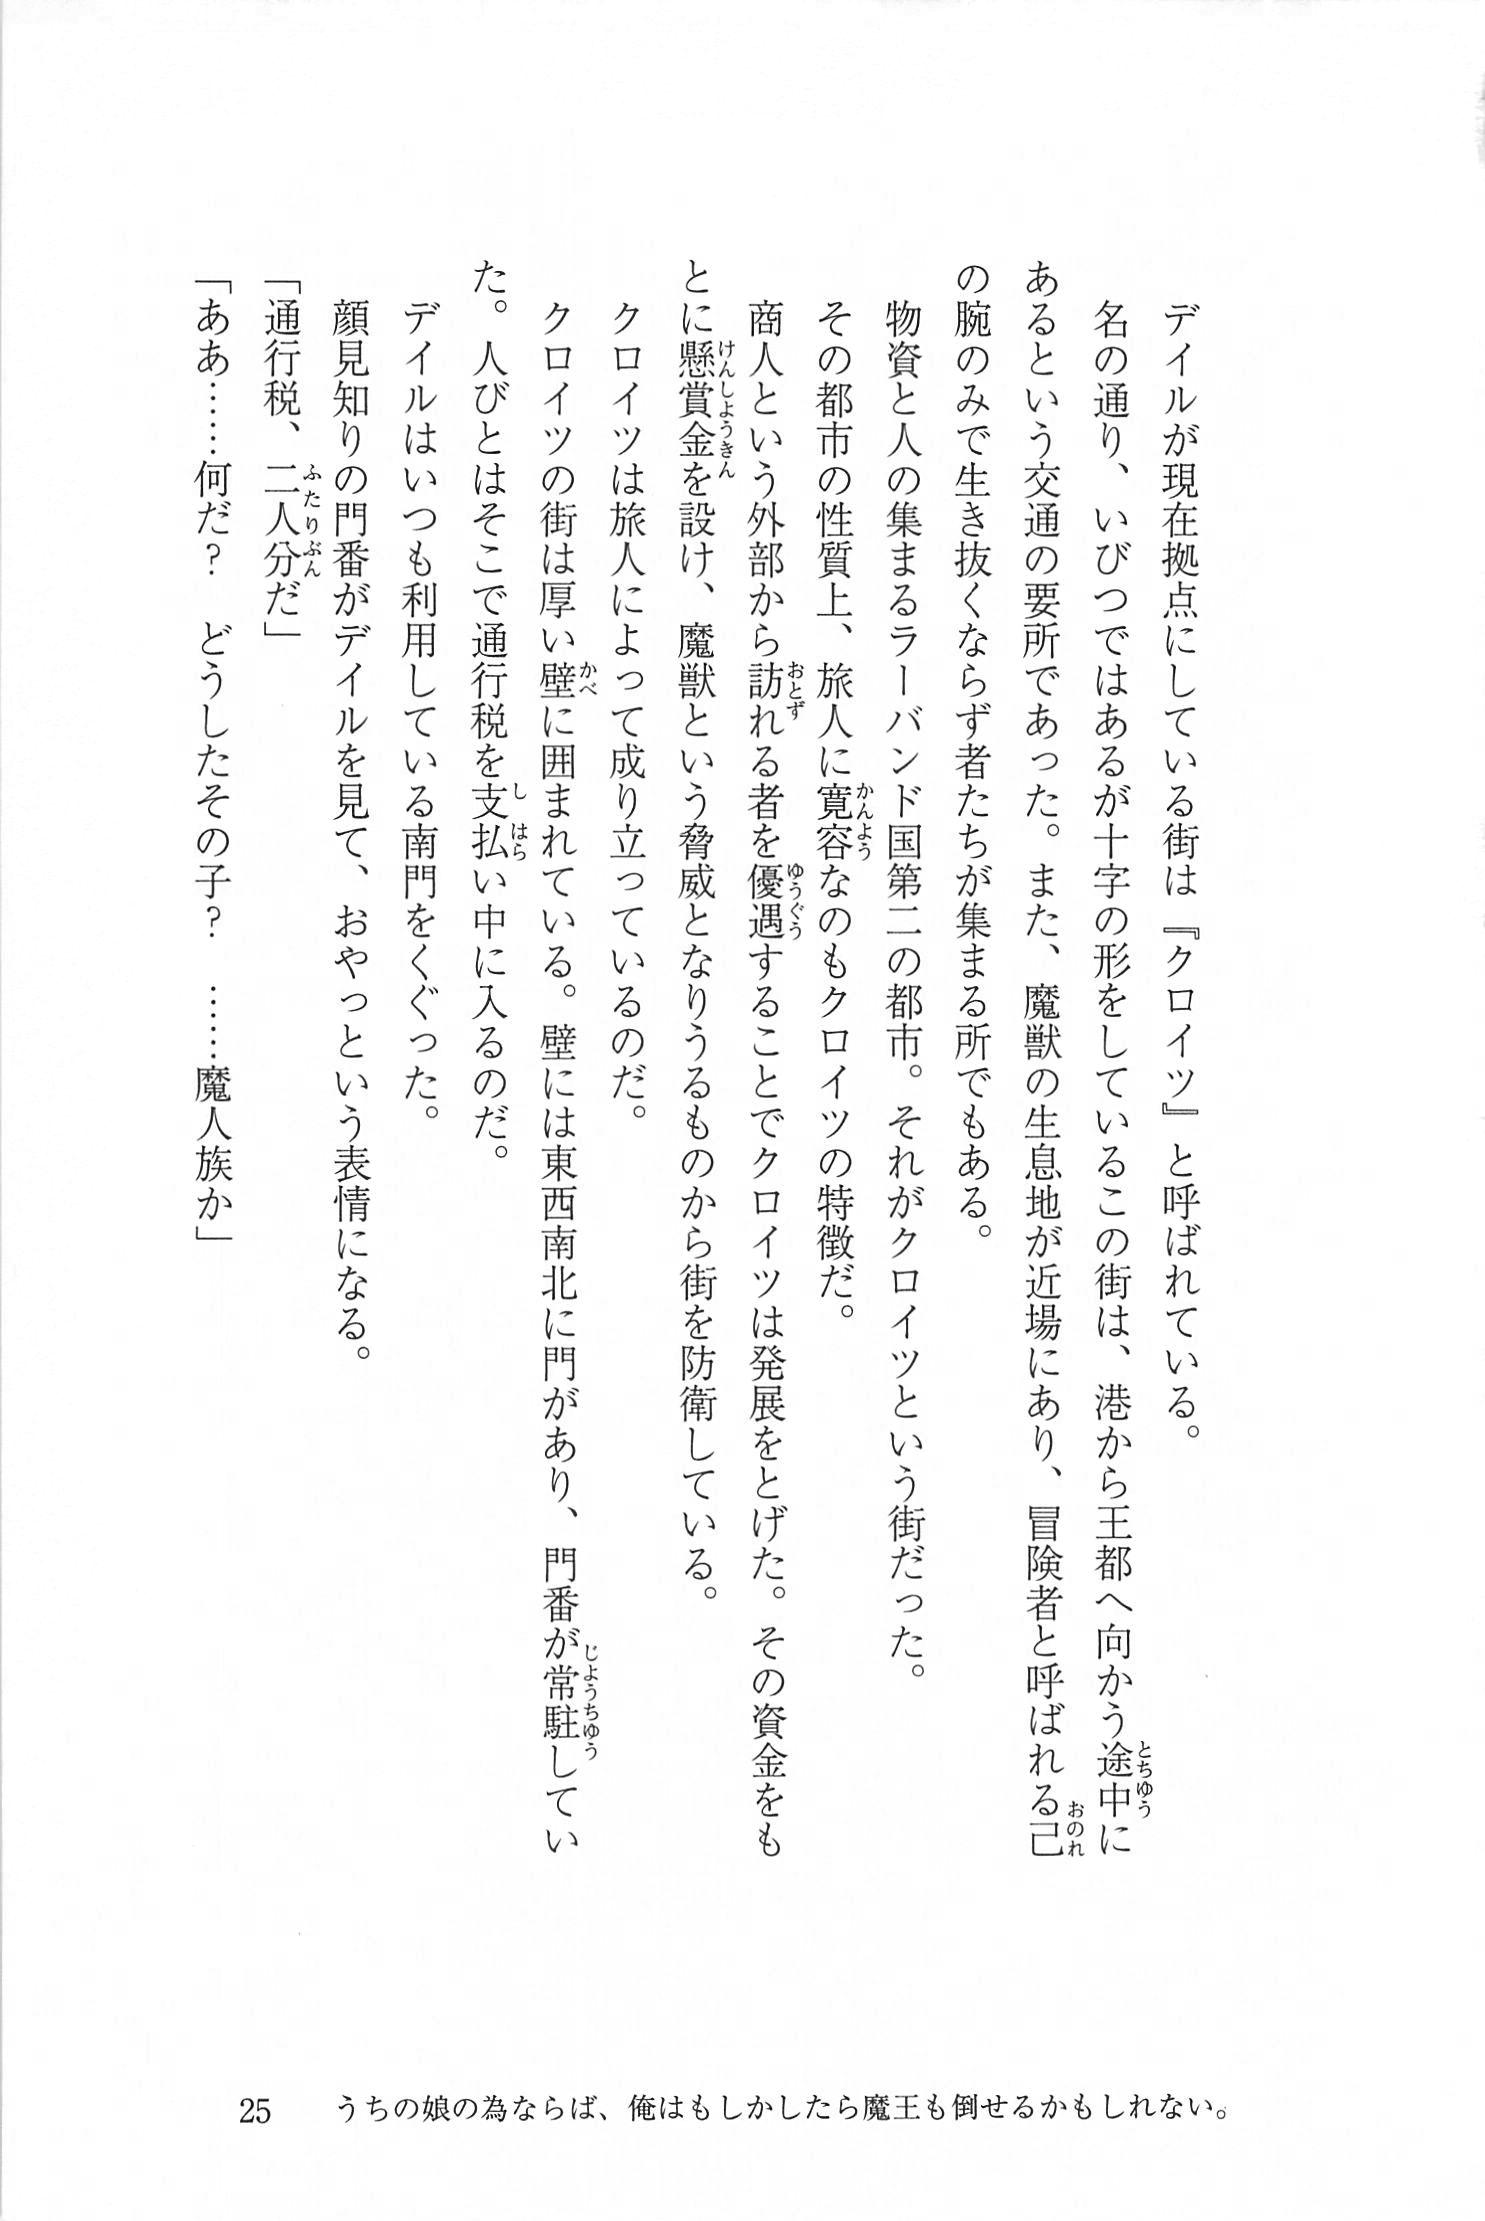 デイルが現在拠点にしている街は『クロイツ』と呼ばれている。
名の通り、いびつではあるが十字の形をしているこの街は、港から王都へ向かう途中に
あるという交通の要所であった。また、魔獣の生息地が近場にあり、冒険者と呼ばれる己
の腕のみで生き抜くならず者たちが集まる所でもある。
物資と人の集まるラーバンド国第二の都市。それがクロイツという街だった。
その都市の性質上、旅人に寛容なのもクロイツの特徴だ。
商人という外部から訪れる者を優遇することでクロイツは発展をとげた。その資金をも
とに懸賞金を設け、魔獣という脅威となりうるものから街を防衛している。
クロイツは旅人によって成り立っているのだ。
クロイツの街は厚い壁に囲まれている。壁には東西南北に門があり、門番が常駐してい
た。人びとはそこで通行税を支払い中に入るのだ。
デイルはいつも利用している南門をくぐった。
顔見知りの門番がデイルを見て、おやっという表情になる。
「通行税、二人分だ」
「ああ……何だ？　どうしたその子？　……魔人族か」
25　うちの娘の為ならば、俺はもしかしたら魔王も倒せるかもしれない。